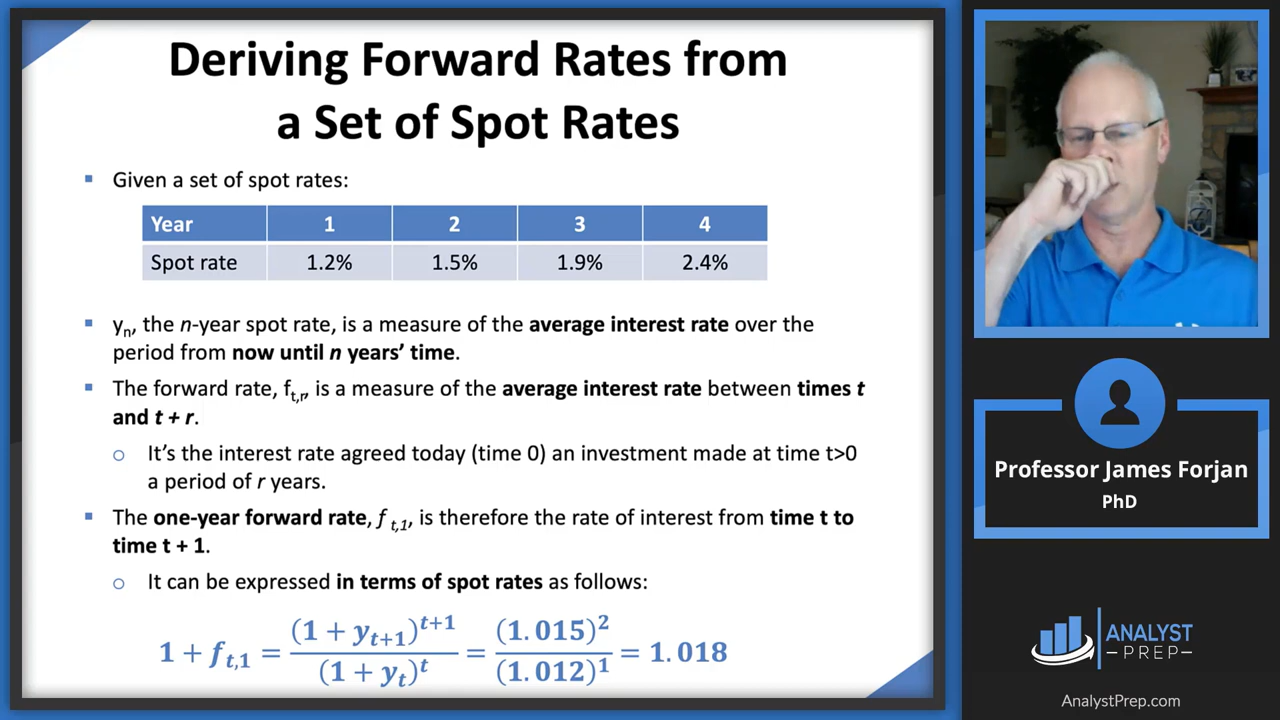 Deriving Forward Rates from
a Set of Spot Rates
▪ Given a set of spot rates:
Year 1 2 3 4
Spot rate 1.2% 1.5% 1.9% 2.4%
▪ yₙ, the n-year spot rate, is a measure of the average interest rate over the
period from now until n years’ time.
▪ The forward rate, f_{t,r}, is a measure of the average interest rate between times t
and t + r.
o It’s the interest rate agreed today (time 0) an investment made at time t>0
a period of r years.
▪ The one-year forward rate, f_{t,1}, is therefore the rate of interest from time t to
time t + 1.
o It can be expressed in terms of spot rates as follows:
1 + f_{t,1} = (1 + y_{t+1})^{t+1} / (1 + y_t)^t = (1.015)^2 / (1.012)^1 = 1.018
Professor James Forjan
PhD
ANALYST
PREP
AnalystPrep.com